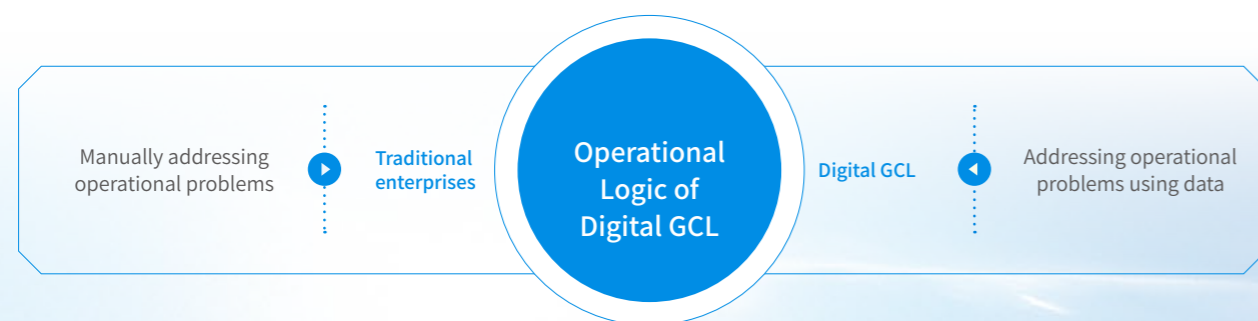 Manually addressing
operational problems
Traditional
enterprises
Operational
Logic of
Digital GCL
Digital GCL
Addressing operational
problems using data